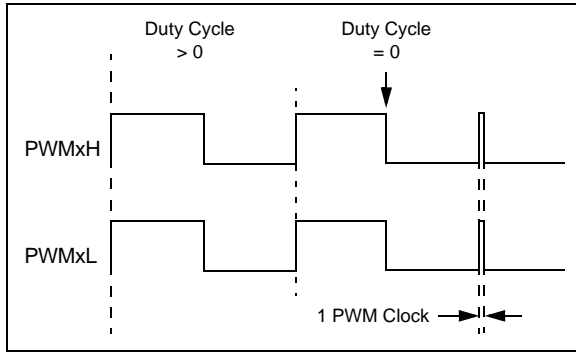 Duty Cycle
> 0
Duty Cycle
= 0
PWMxH
PWMxL
1 PWM Clock